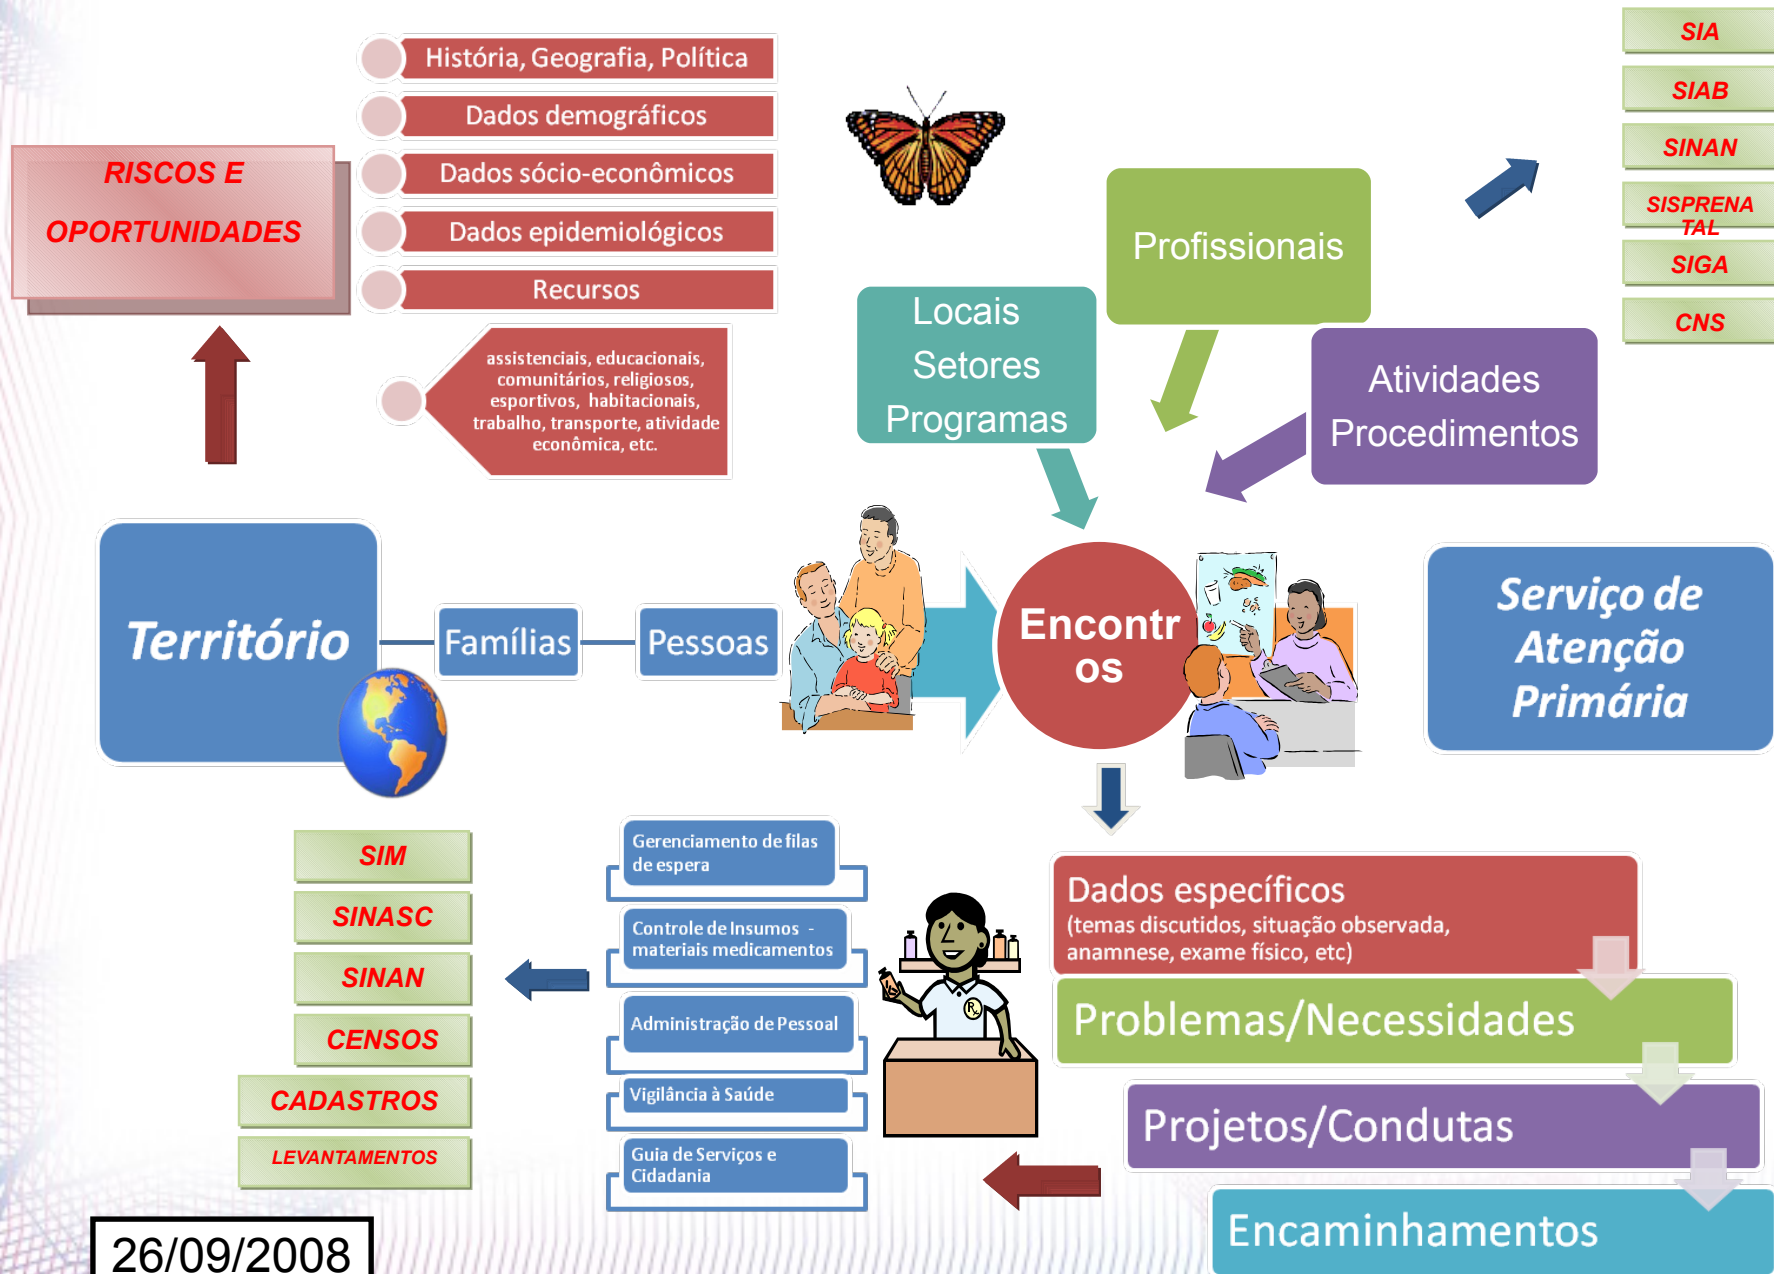 RISCOS E
OPORTUNIDADES
História, Geografia, Política
Dados demográficos
Dados sócio-econômicos
Dados epidemiológicos
Recursos
assistenciais, educacionais,
comunitários, religiosos,
esportivos, habitacionais,
trabalho, transporte, atividade
econômica, etc.
Locais
Setores
Programas
Profissionais
Atividades
Procedimentos
SIA
SIAB
SINAN
SISPRENA
TAL
SIGA
CNS
Território
Famílias
Pessoas
Encontr
os
Serviço de
Atenção
Primária
SIM
SINASC
SINAN
CENSOS
CADASTROS
LEVANTAMENTOS
Gerenciamento de filas
de espera
Controle de Insumos -
materiais medicamentos
Administração de Pessoal
Vigilância à Saúde
Guia de Serviços e
Cidadania
Rx
Dados específicos
(temas discutidos, situação observada,
anamnese, exame físico, etc)
Problemas/Necessidades
Projetos/Condutas
Encaminhamentos
26/09/2008